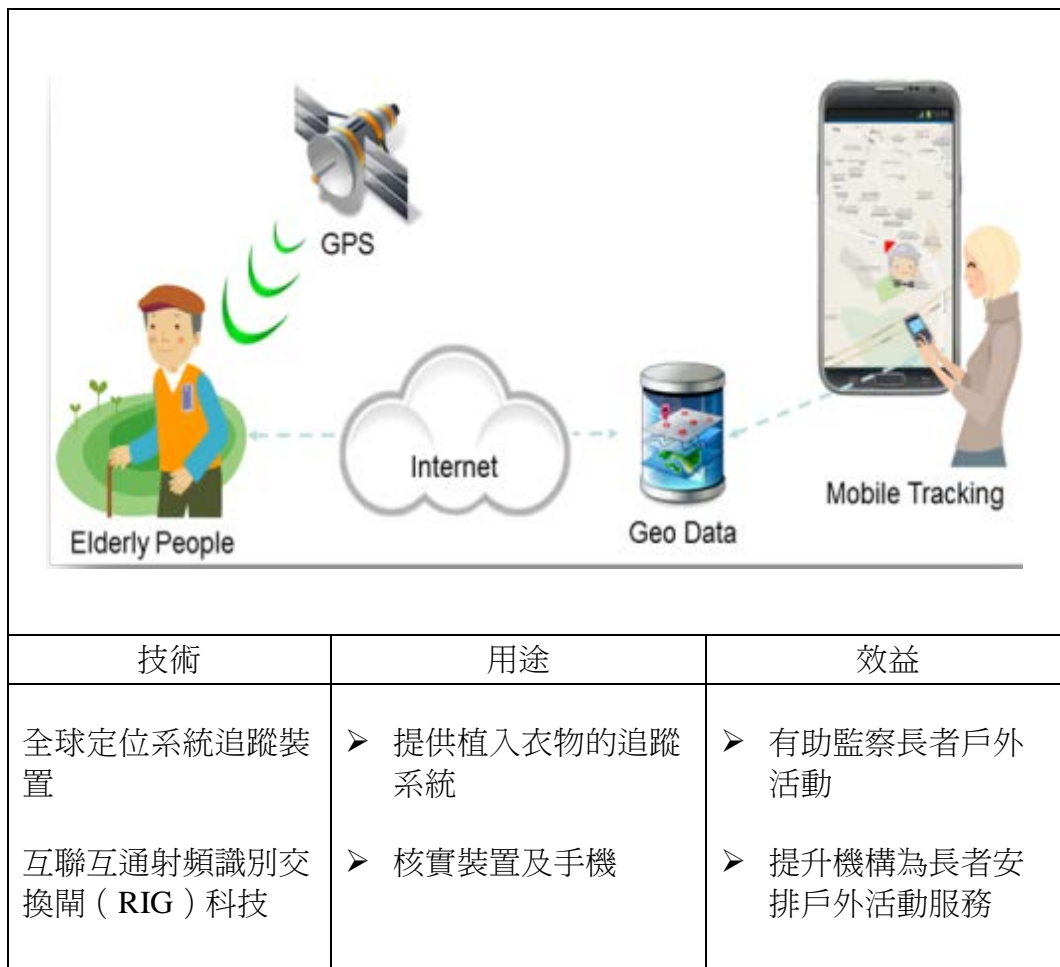 GPS
Internet
Elderly People
Geo Data
Mobile Tracking
技術
用途
效益
全球定位系統追蹤裝
置
➢ 提供植入衣物的追蹤
系統
➢ 有助監察長者戶外
活動
互聯互通射頻識別交
換閘（RIG）科技
➢ 核實裝置及手機
➢ 提升機構為長者安
排戶外活動服務